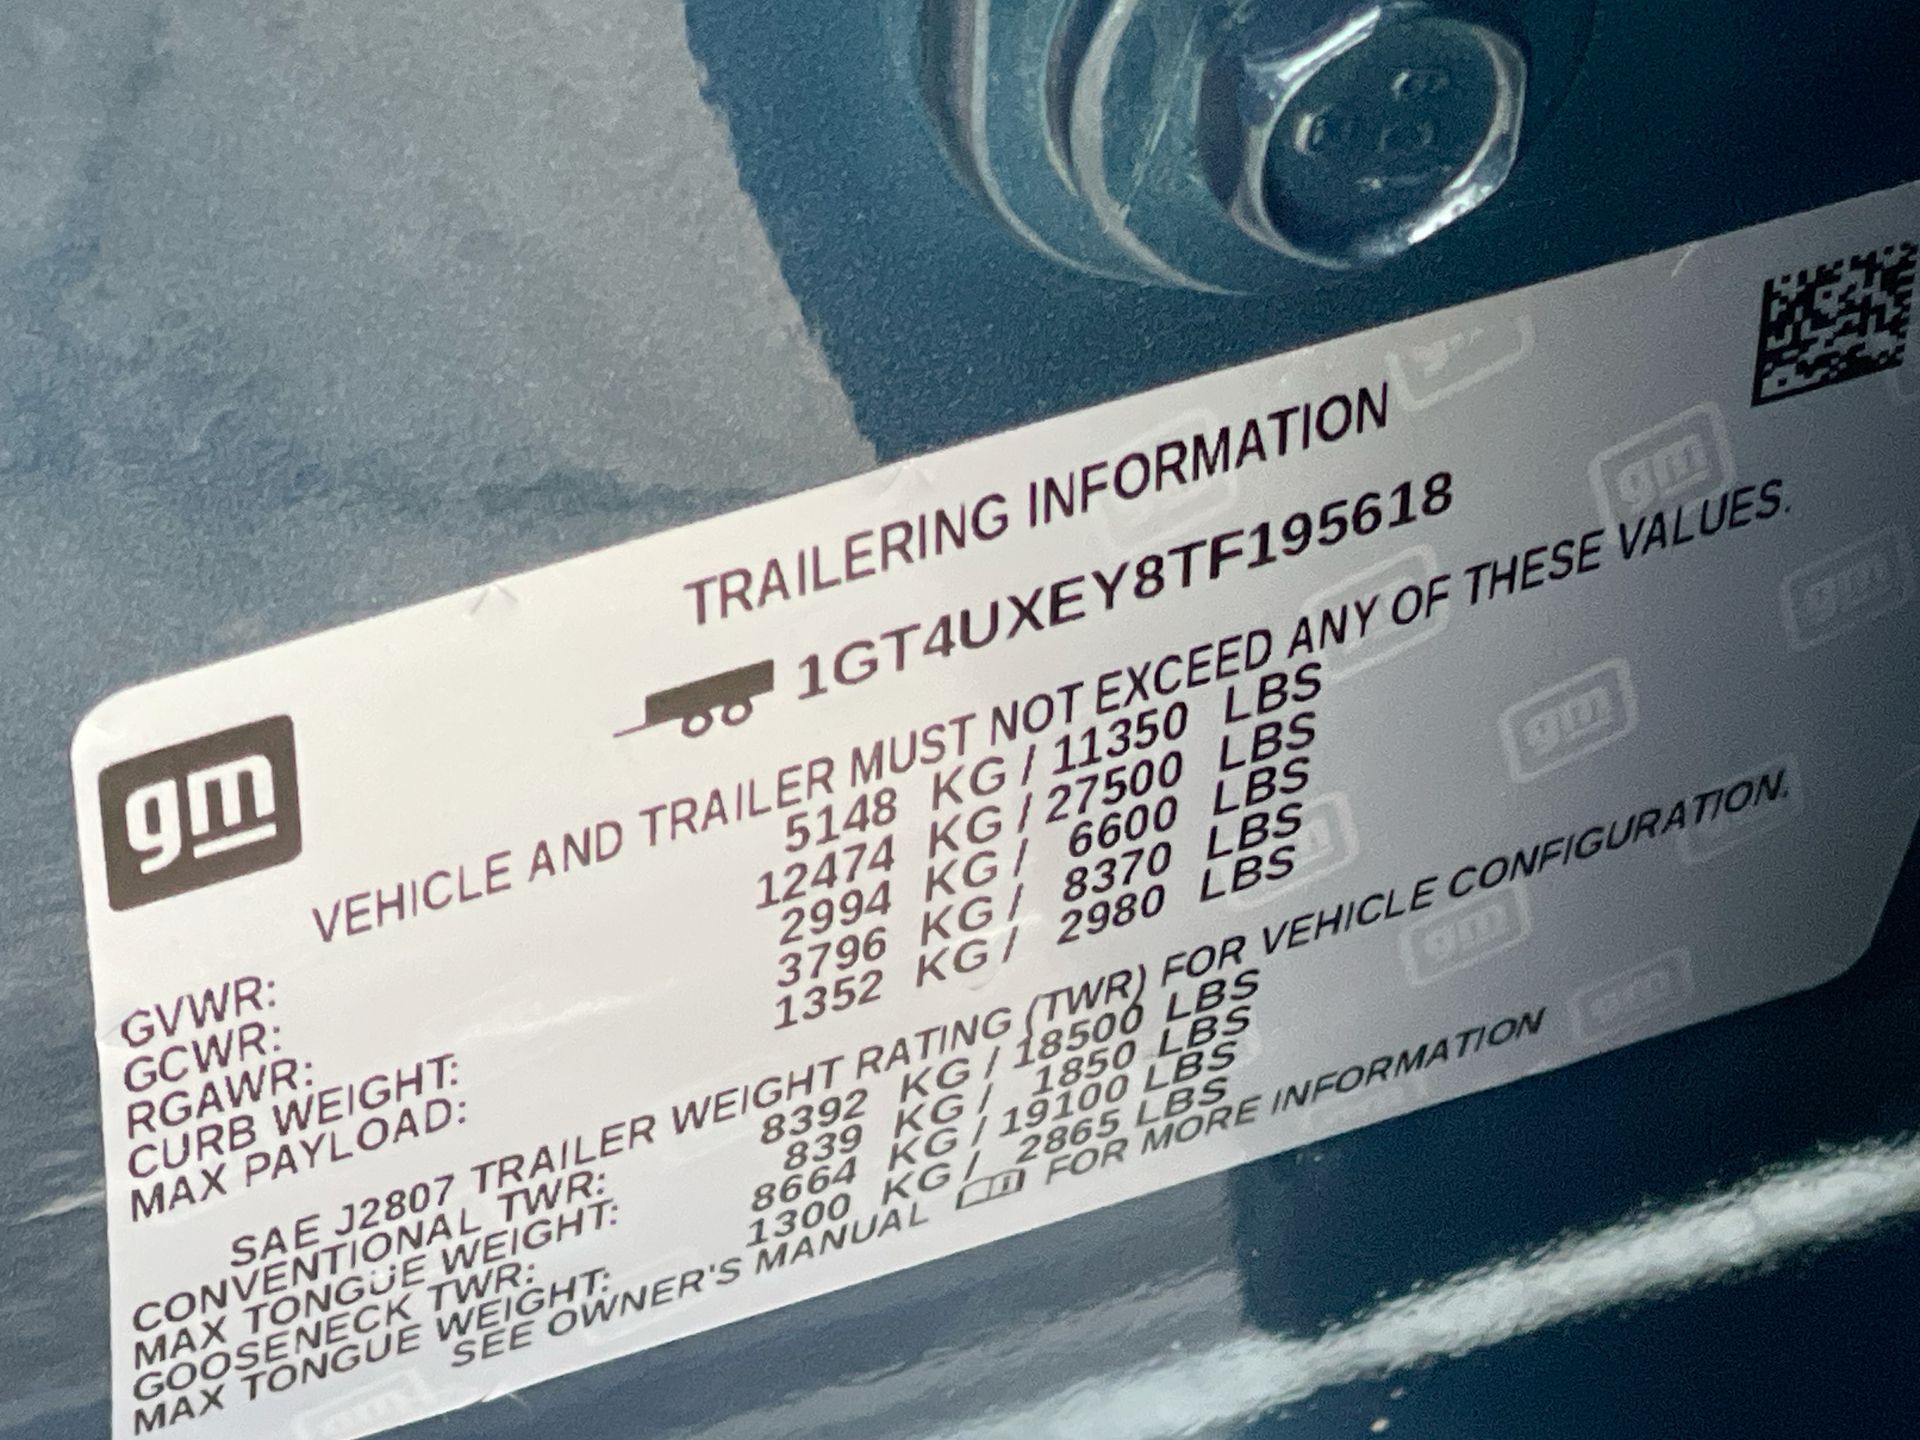 TRAILERING INFORMATION
1GT4UXEY8TF195618
gm
VEHICLE AND TRAILER MUST NOT EXCEED ANY OF THESE VALUES.
GVWR: 5148 KG / 11350 LBS
GCWR: 12474 KG / 27500 LBS
RGAWR: 2994 KG / 6600 LBS
CURB WEIGHT: 3796 KG / 8370 LBS
MAX PAYLOAD: 1352 KG / 2980 LBS
SAE J2807 TRAILER WEIGHT RATING (TWR) FOR VEHICLE CONFIGURATION.
CONVENTIONAL TWR: 8392 KG / 18500 LBS
MAX TONGUE WEIGHT: 839 KG / 1850 LBS
GOOSENECK TWR: 8664 KG / 19100 LBS
MAX TONGUE WEIGHT: 1300 KG / 2865 LBS
SEE OWNER'S MANUAL FOR MORE INFORMATION